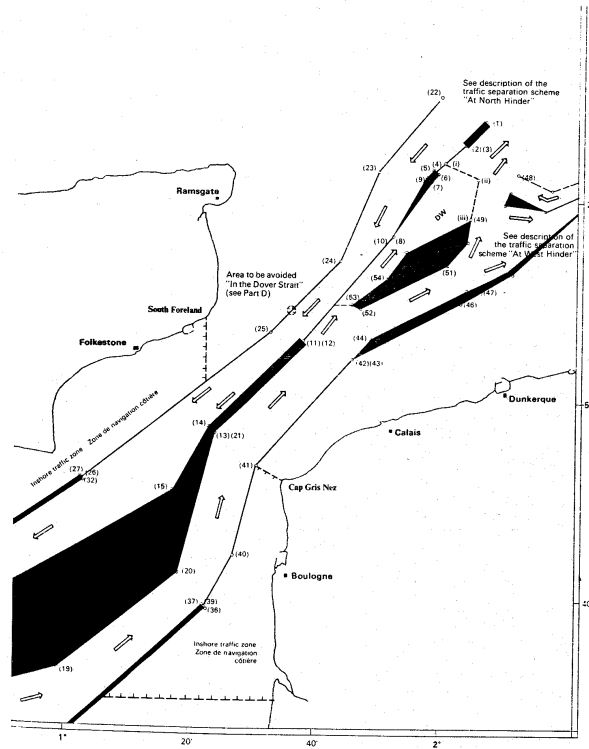 See description of the
traffic separation scheme
"At North Hinder"
(22)
(1)
(2)(3)
(4)
(i)
(5)
(6)
(9)
(7)
(ii)
(48)
(23)
Ramsgate
DW
(iii)
(49)
(10)
(8)
See description of
the traffic separation
scheme "At West Hinder"
(24)
Area to be avoided
"In the Dover Strait"
(see Part D)
(51)
(54)
(53)
(52)
(47)
(46)
South Foreland
(25)
Folkestone
(11)(12)
(44)
(42)(43)
Dunkerque
Inshore traffic zone
Zone de navigation côtière
(14)
(13)(21)
Calais
5
(41)
(27)
(26)
(32)
(15)
Cap Gris Nez
(40)
(20)
Boulogne
(37)
(39)
(36)
40
Inshore traffic zone
Zone de navigation
côtière
(19)
1°
20'
40'
2°